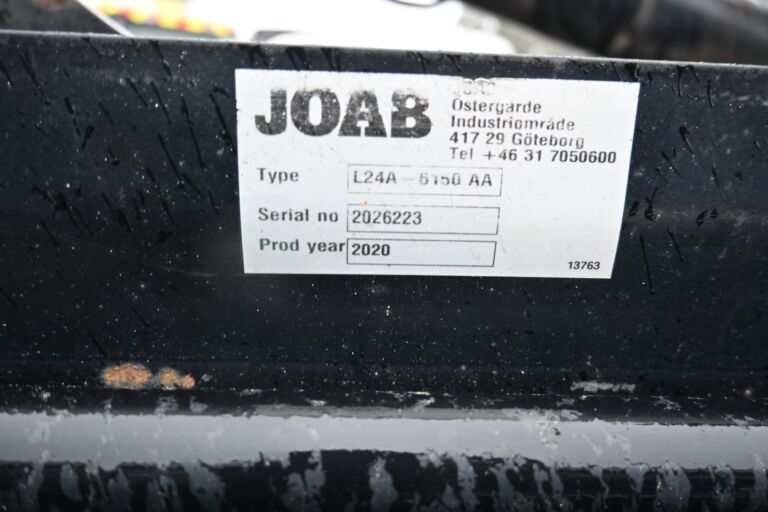 JOAB
Östergärde
Industriområde
417 29 Göteborg
Tel +46 31 7050600
Type L24A - 6150 AA
Serial no 2026223
Prod year 2020
13763